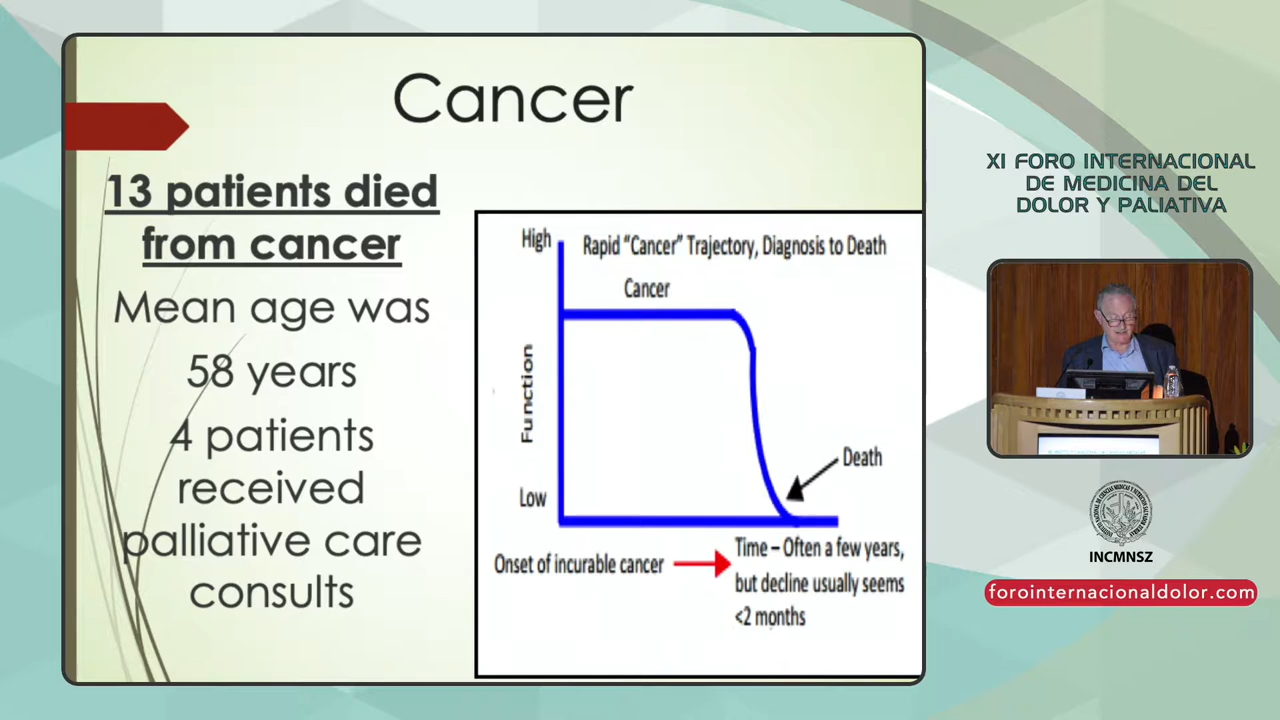 Cancer
13 patients died
from cancer
Mean age was
58 years
4 patients
received
palliative care
consults
High
Rapid “Cancer” Trajectory, Diagnosis to Death
Cancer
Function
Death
Low
Onset of incurable cancer
Time – Often a few years,
but decline usually seems
<2 months
XI FORO INTERNACIONAL
DE MEDICINA DEL
DOLOR Y PALIATIVA
INCMNSZ
forointernacionaldolor.com